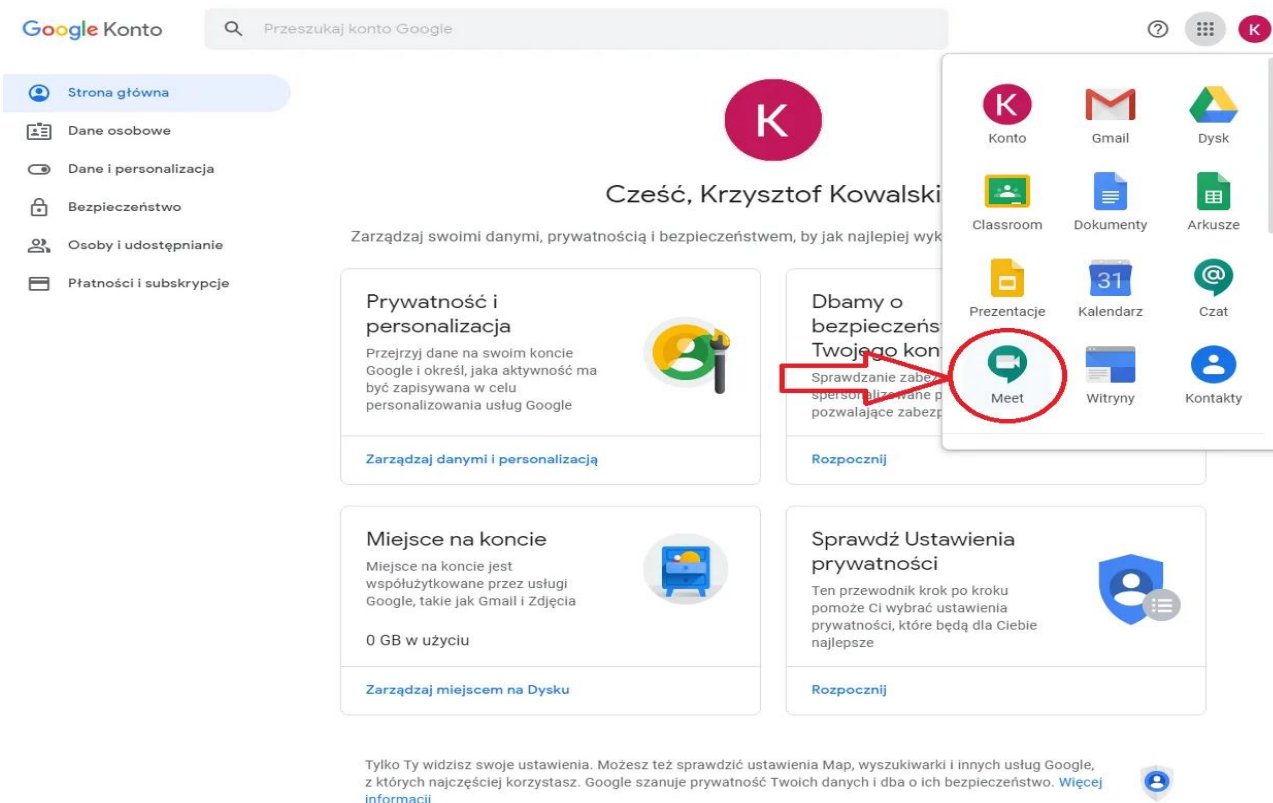 Google Konto
Przeszukaj konto Google
K
Strona główna
Dane osobowe
Dane i personalizacja
Bezpieczeństwo
Osoby i udostępnianie
Płatności i subskrypcje
K
Cześć, Krzysztof Kowalski
Zarządzaj swoimi danymi, prywatnością i bezpieczeństwem, by jak najlepiej wyk
K
Konto
Gmail
Dysk
Classroom
Dokumenty
Arkusze
Prezentacje
31
Kalendarz
@
Czat
Meet
Witryny
Kontakty
Prywatność i
personalizacja
Przejrzyj dane na swoim koncie
Google i określ, jaka aktywność ma
być zapisywana w celu
personalizowania usług Google
Zarządzaj danymi i personalizacją
Dbamy o
bezpieczeńs
Twojego kon
Sprawdzanie zabez
spersonalizowane p
pozwalające zabezp
Rozpocznij
Miejsce na koncie
Miejsce na koncie jest
współużytkowane przez usługi
Google, takie jak Gmail i Zdjęcia
0 GB w użyciu
Zarządzaj miejscem na Dysku
Sprawdź Ustawienia
prywatności
Ten przewodnik krok po kroku
pomoże Ci wybrać ustawienia
prywatności, które będą dla Ciebie
najlepsze
Rozpocznij
Tylko Ty widzisz swoje ustawienia. Możesz też sprawdzić ustawienia Map, wyszukiwarki i innych usług Google,
z których najczęściej korzystasz. Google szanuje prywatność Twoich danych i dba o ich bezpieczeństwo. Więcej
informacji